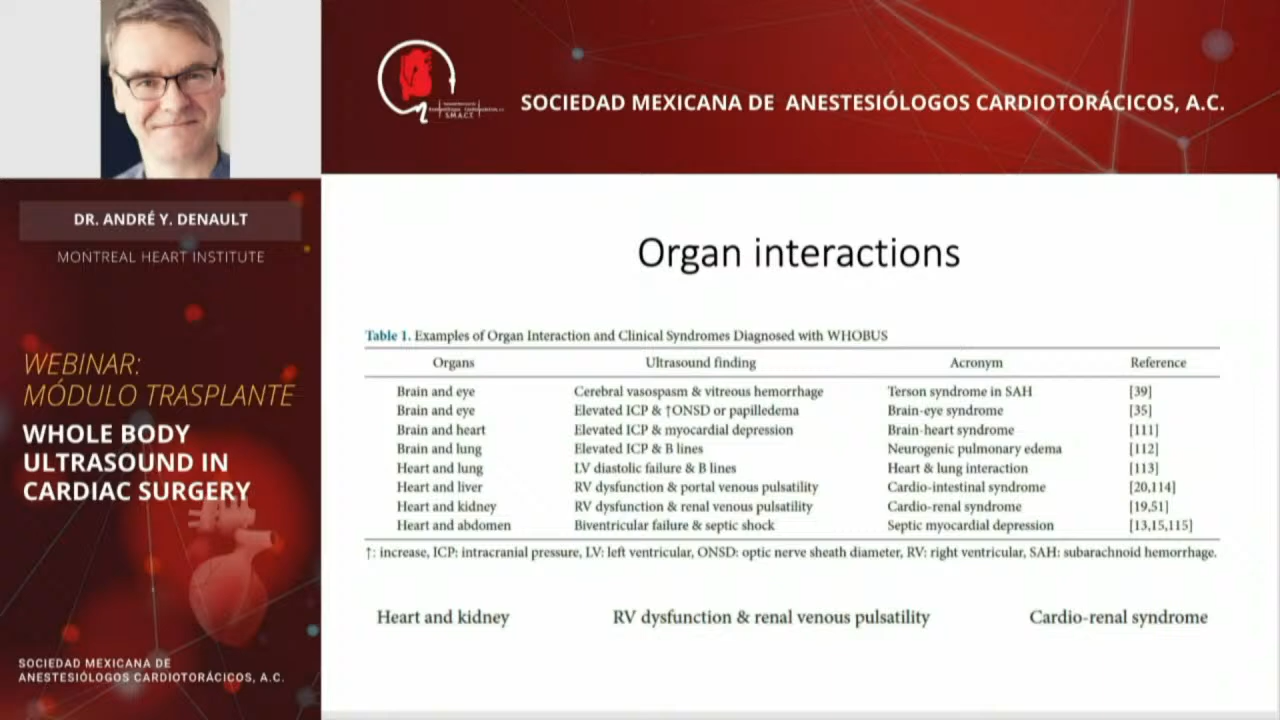 DR. ANDRÉ Y. DENAULT
MONTREAL HEART INSTITUTE
WEBINAR:
MÓDULO TRASPLANTE
WHOLE BODY
ULTRASOUND IN
CARDIAC SURGERY
SOCIEDAD MEXICANA DE
ANESTESIÓLOGOS CARDIOTORÁCICOS, A.C.
S.M.A.C.T.
SOCIEDAD MEXICANA DE ANESTESIÓLOGOS CARDIOTORÁCICOS, A.C.
Organ interactions
Table 1. Examples of Organ Interaction and Clinical Syndromes Diagnosed with WHOBUS
Organs Ultrasound finding Acronym Reference
Brain and eye Cerebral vasospasm & vitreous hemorrhage Terson syndrome in SAH [39]
Brain and eye Elevated ICP & ↑ONSD or papilledema Brain-eye syndrome [35]
Brain and heart Elevated ICP & myocardial depression Brain-heart syndrome [111]
Brain and lung Elevated ICP & B lines Neurogenic pulmonary edema [112]
Heart and lung LV diastolic failure & B lines Heart & lung interaction [113]
Heart and liver RV dysfunction & portal venous pulsatility Cardio-intestinal syndrome [20,114]
Heart and kidney RV dysfunction & renal venous pulsatility Cardio-renal syndrome [19,51]
Heart and abdomen Biventricular failure & septic shock Septic myocardial depression [13,15,115]
↑: increase, ICP: intracranial pressure, LV: left ventricular, ONSD: optic nerve sheath diameter, RV: right ventricular, SAH: subarachnoid hemorrhage.
Heart and kidney RV dysfunction & renal venous pulsatility Cardio-renal syndrome